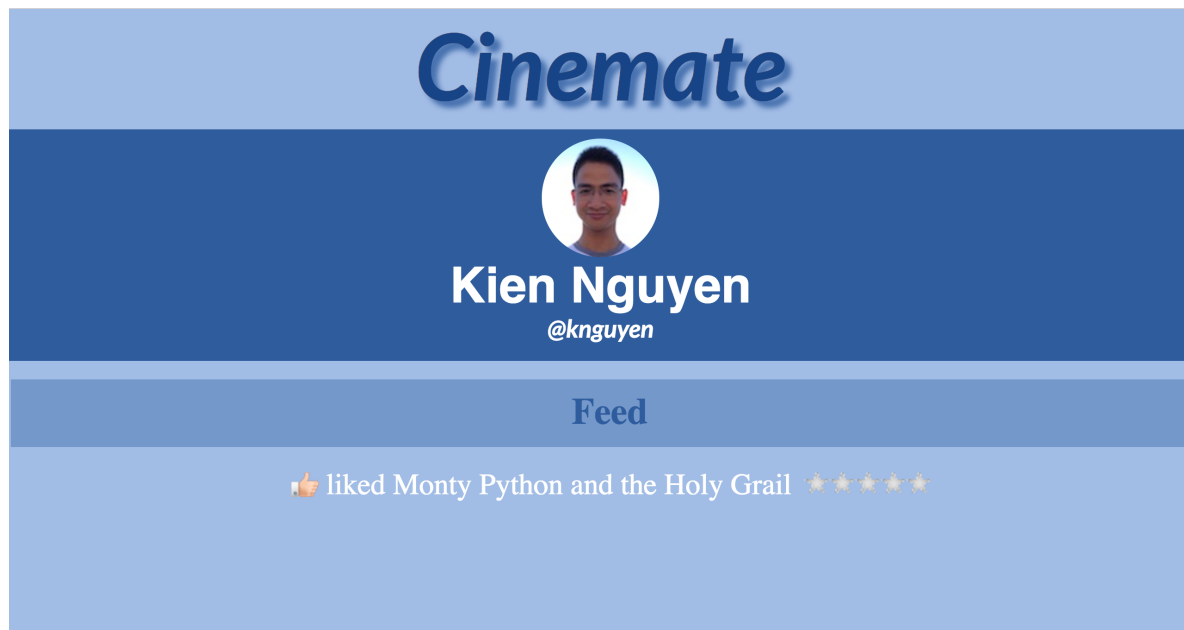 Cinemate
Kien Nguyen
@knguyen
Feed
liked Monty Python and the Holy Grail